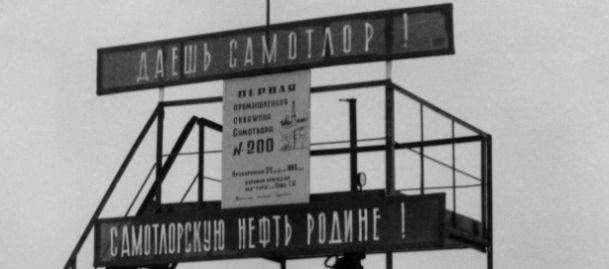 ДАЕШЬ САМОТЛОР !
ПЕРВАЯ
ПРОМЫШЛЕННАЯ
СКВАЖИНА
САМОТЛОРА
№ 200
САМОТЛОРСКУЮ НЕФТЬ РОДИНЕ !